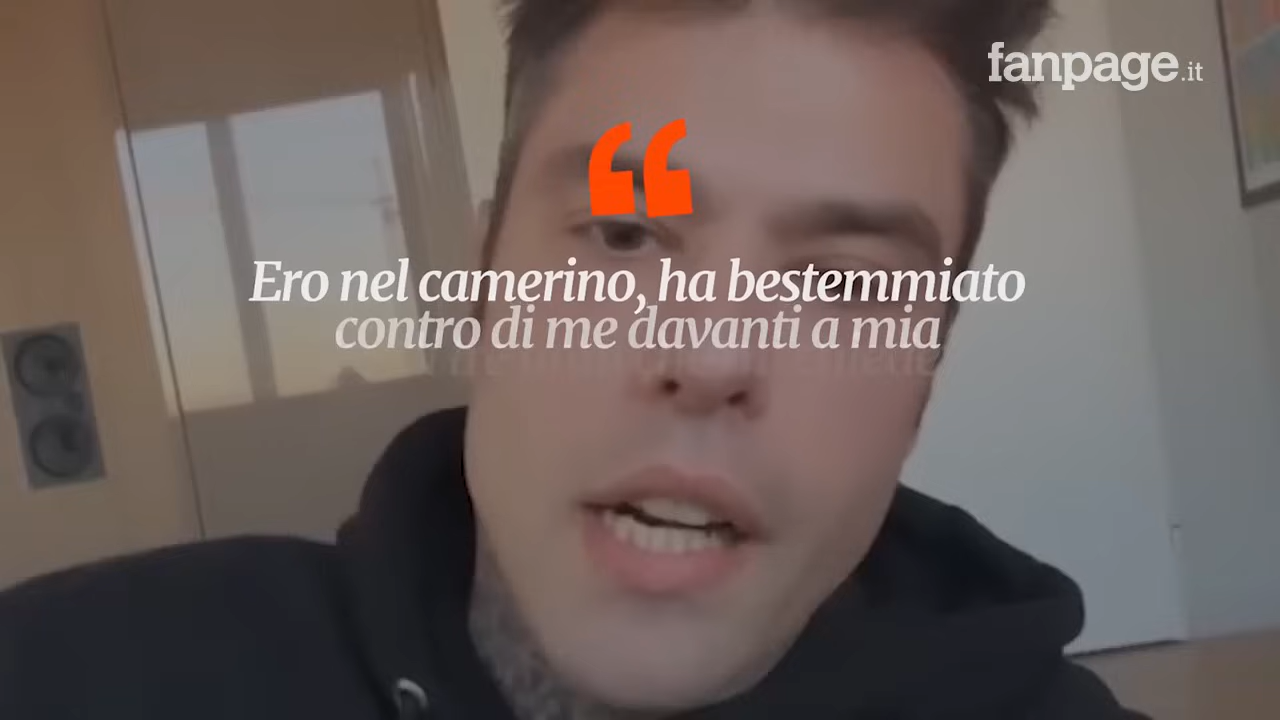 fanpage.it
“
Ero nel camerino, ha bestemmiato
contro di me davanti a mia